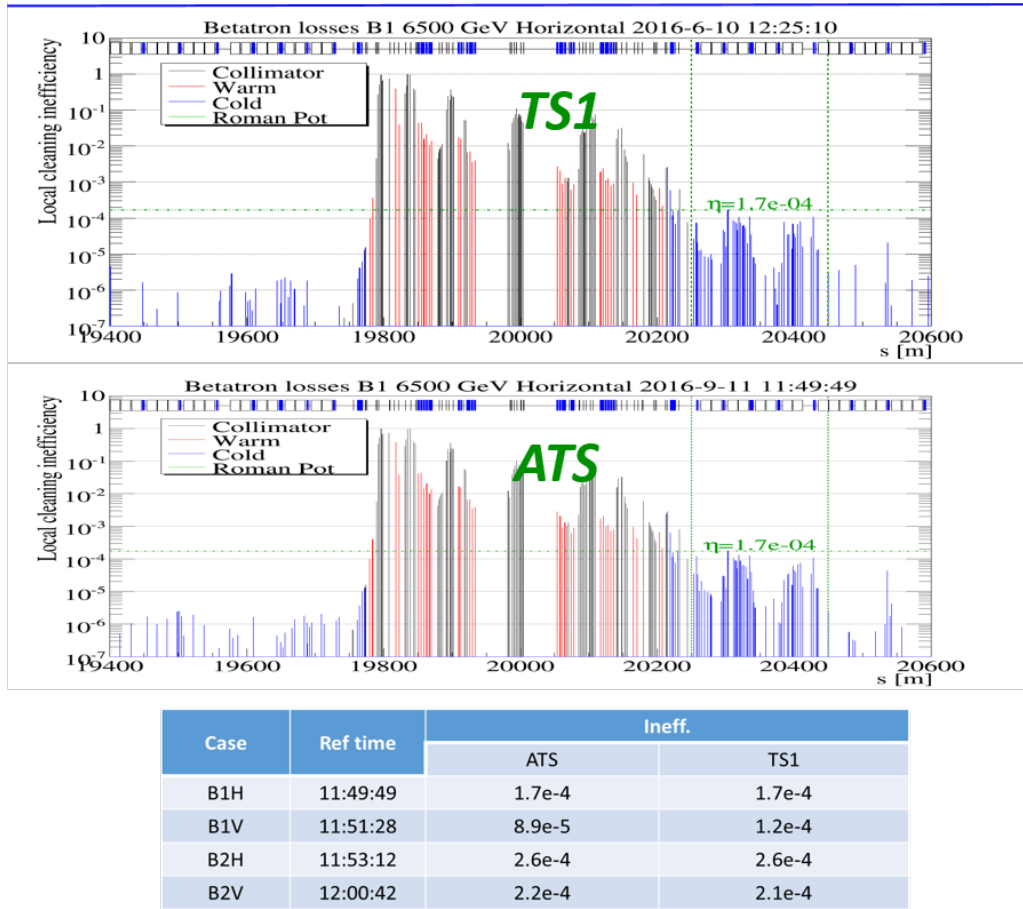 Betatron losses B1 6500 GeV Horizontal 2016-6-10 12:25:10
Local cleaning inefficiency
10
1
10-1
10-2
10-3
10-4
10-5
10-6
10-7
Collimator
Warm
Cold
Roman Pot
TS1
η=1.7e-04
19400 19600 19800 20000 20200 20400 20600
s [m]
Betatron losses B1 6500 GeV Horizontal 2016-9-11 11:49:49
Local cleaning inefficiency
10
1
10-1
10-2
10-3
10-4
10-5
10-6
10-7
Collimator
Warm
Cold
Roman Pot
ATS
η=1.7e-04
19400 19600 19800 20000 20200 20400 20600
s [m]
Case Ref time Ineff.
ATS TS1
B1H 11:49:49 1.7e-4 1.7e-4
B1V 11:51:28 8.9e-5 1.2e-4
B2H 11:53:12 2.6e-4 2.6e-4
B2V 12:00:42 2.2e-4 2.1e-4